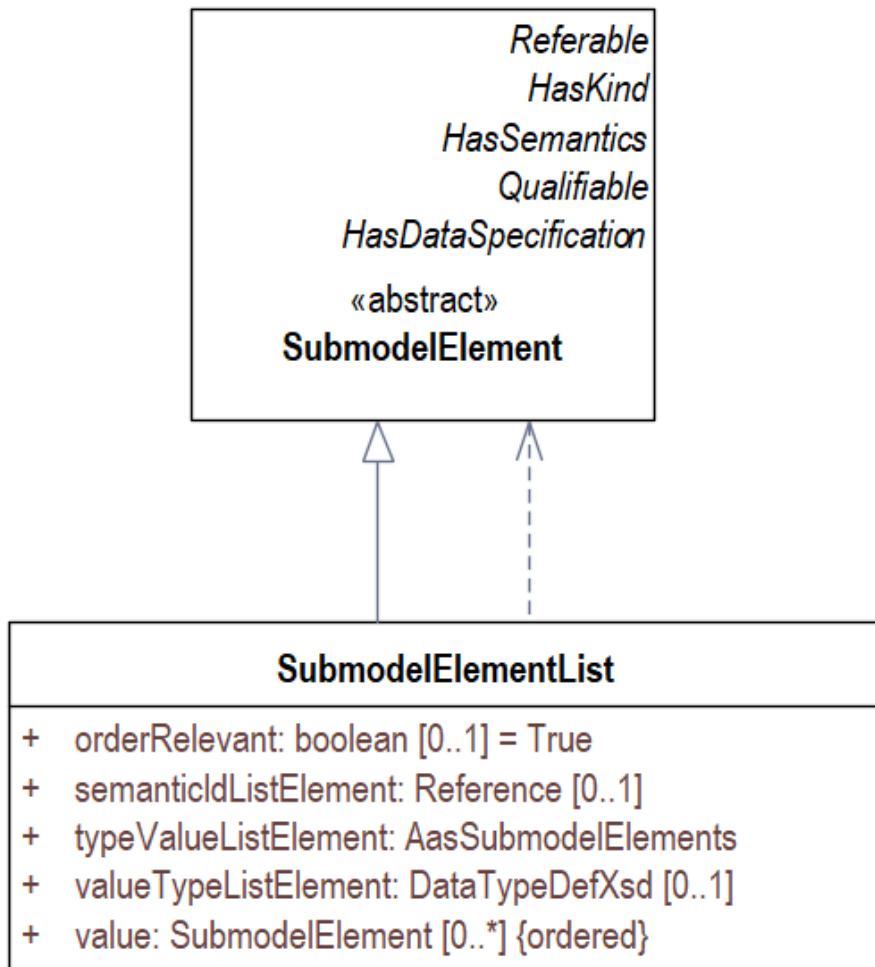 Referable
HasKind
HasSemantics
Qualifiable
HasDataSpecification
«abstract»
SubmodelElement
SubmodelElementList
+ orderRelevant: boolean [0..1] = True
+ semanticIdListElement: Reference [0..1]
+ typeValueListElement: AasSubmodelElements
+ valueTypeListElement: DataTypeDefXsd [0..1]
+ value: SubmodelElement [0..*] {ordered}